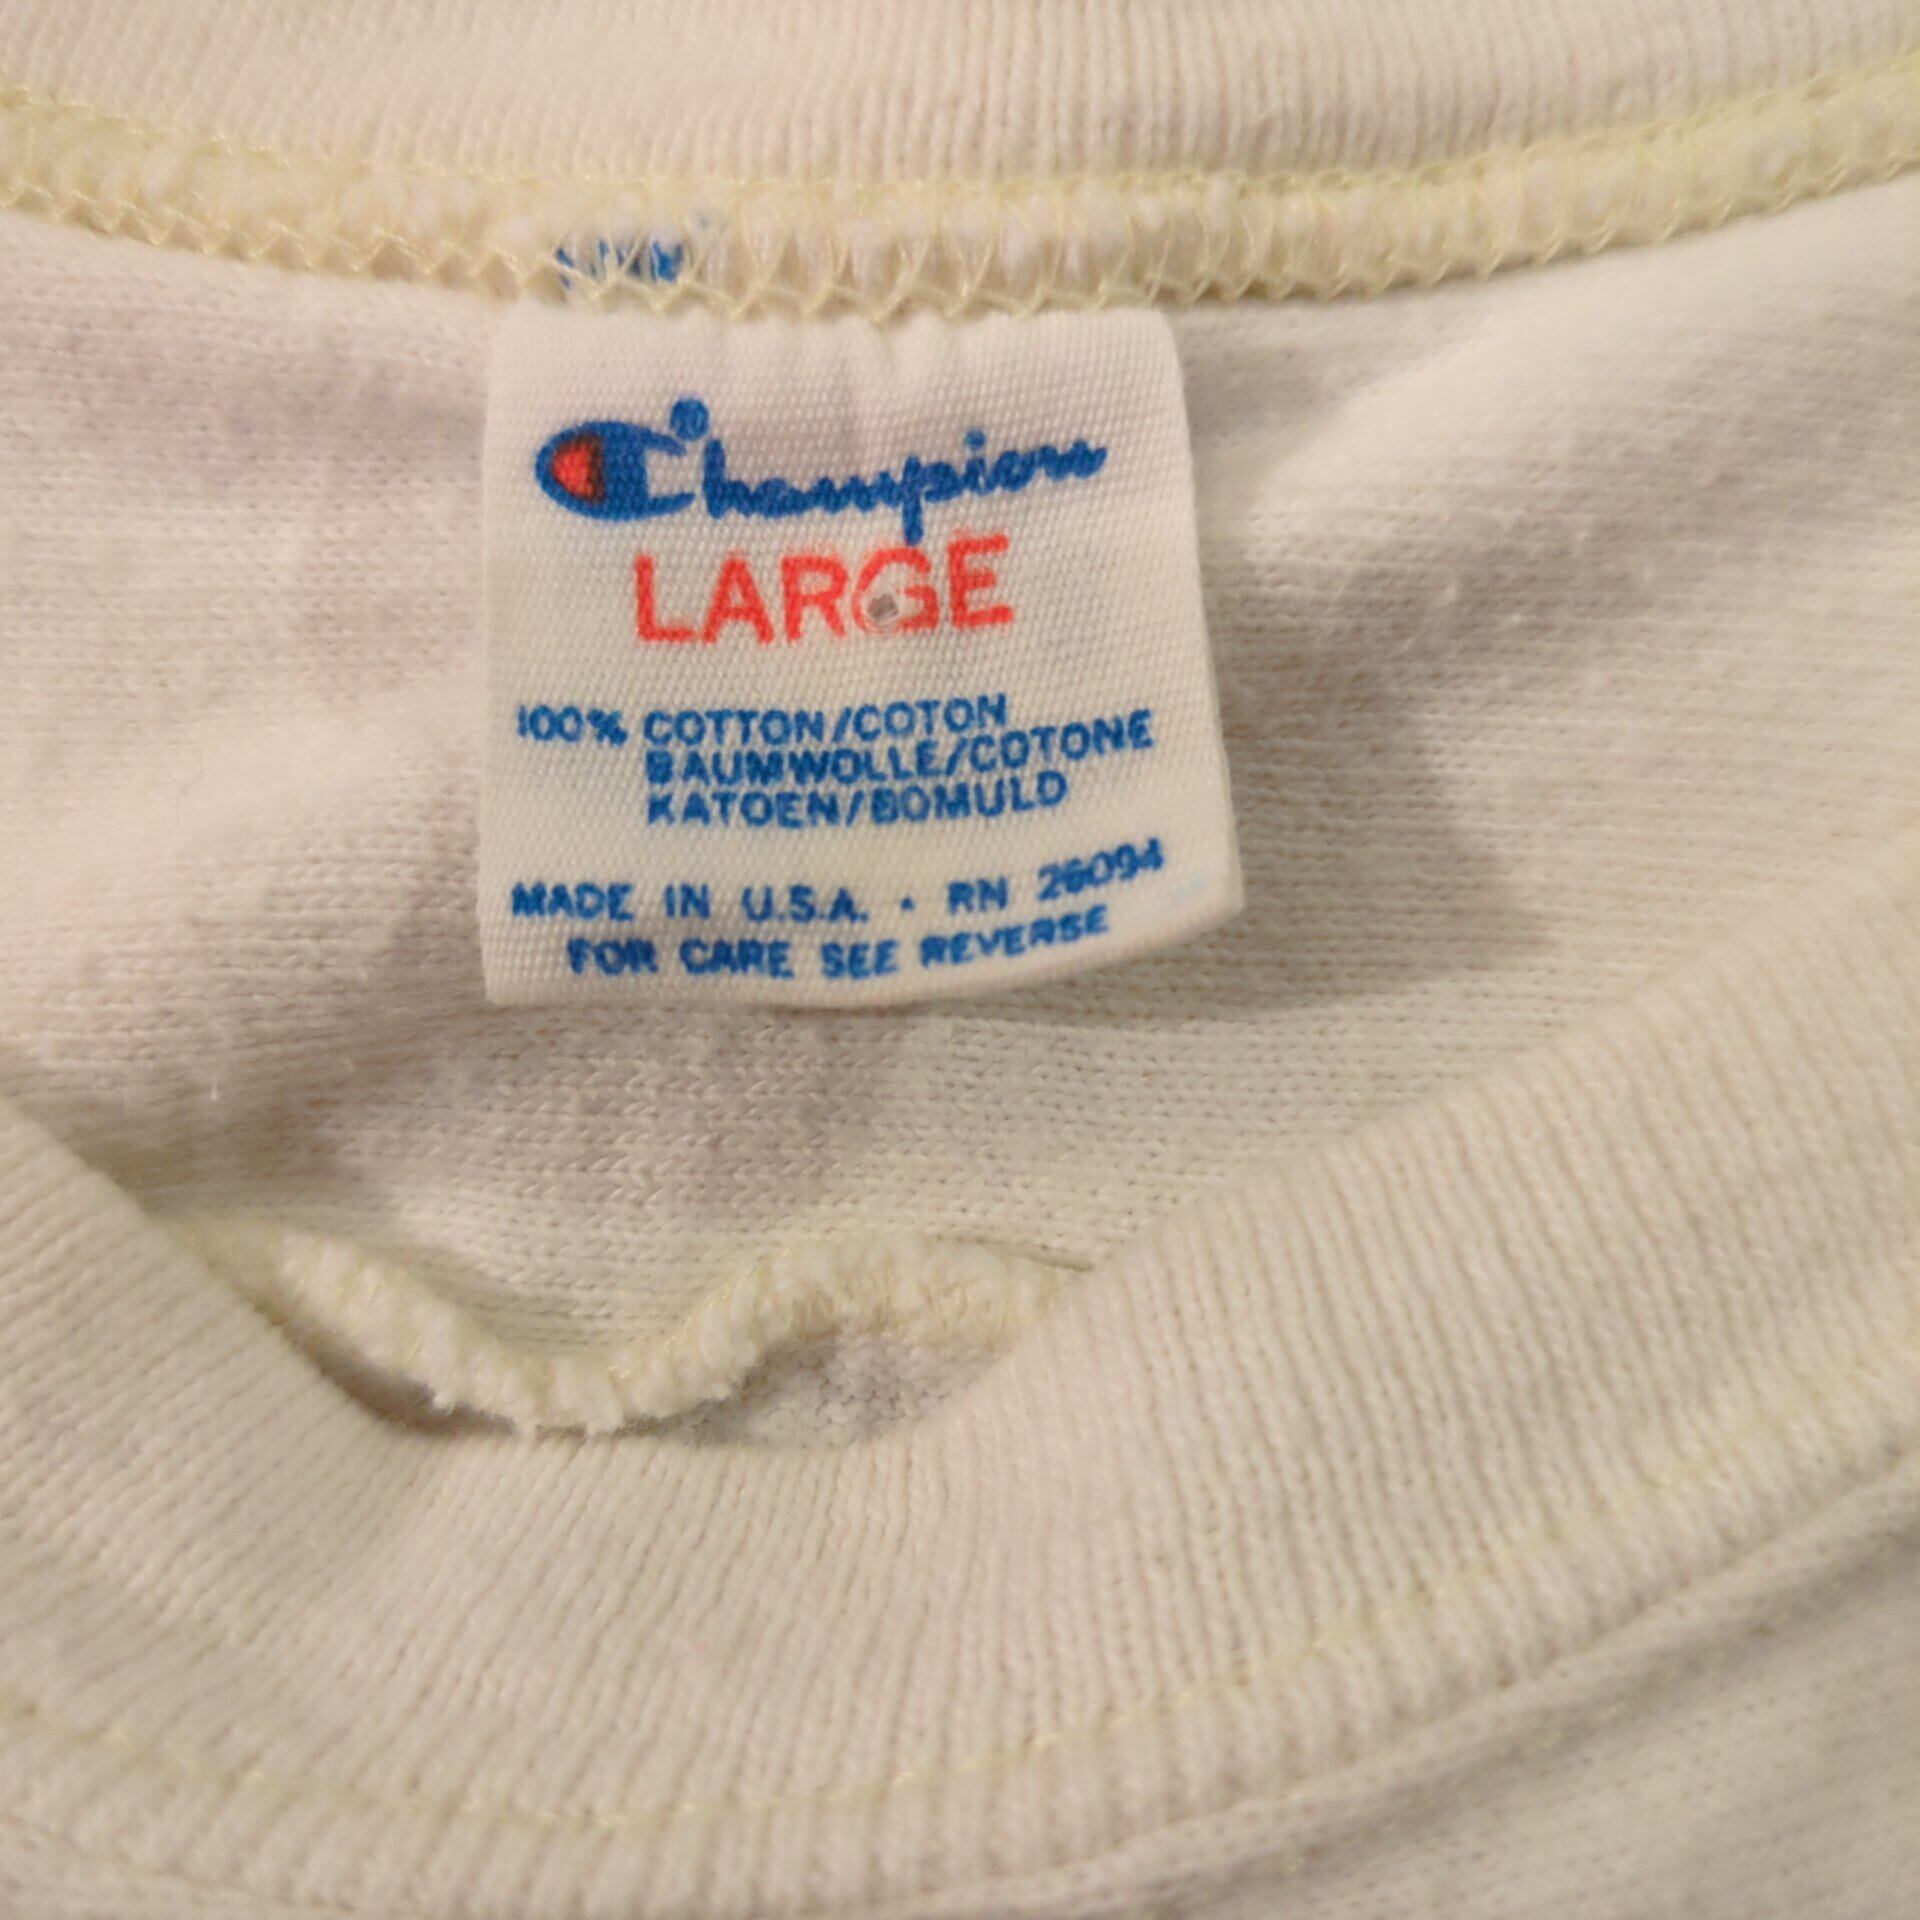 Champion®
LARGE
100% COTTON/COTON
BAUMWOLLE/COTONE
KATOEN/BOMULD
MADE IN U.S.A. · RN 26094
FOR CARE SEE REVERSE